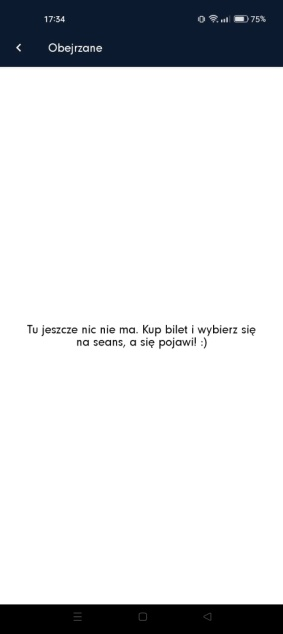 17:34
75%
Obejrzane
Tu jeszcze nic nie ma. Kup bilet i wybierz się
na seans, a się pojawi! :)